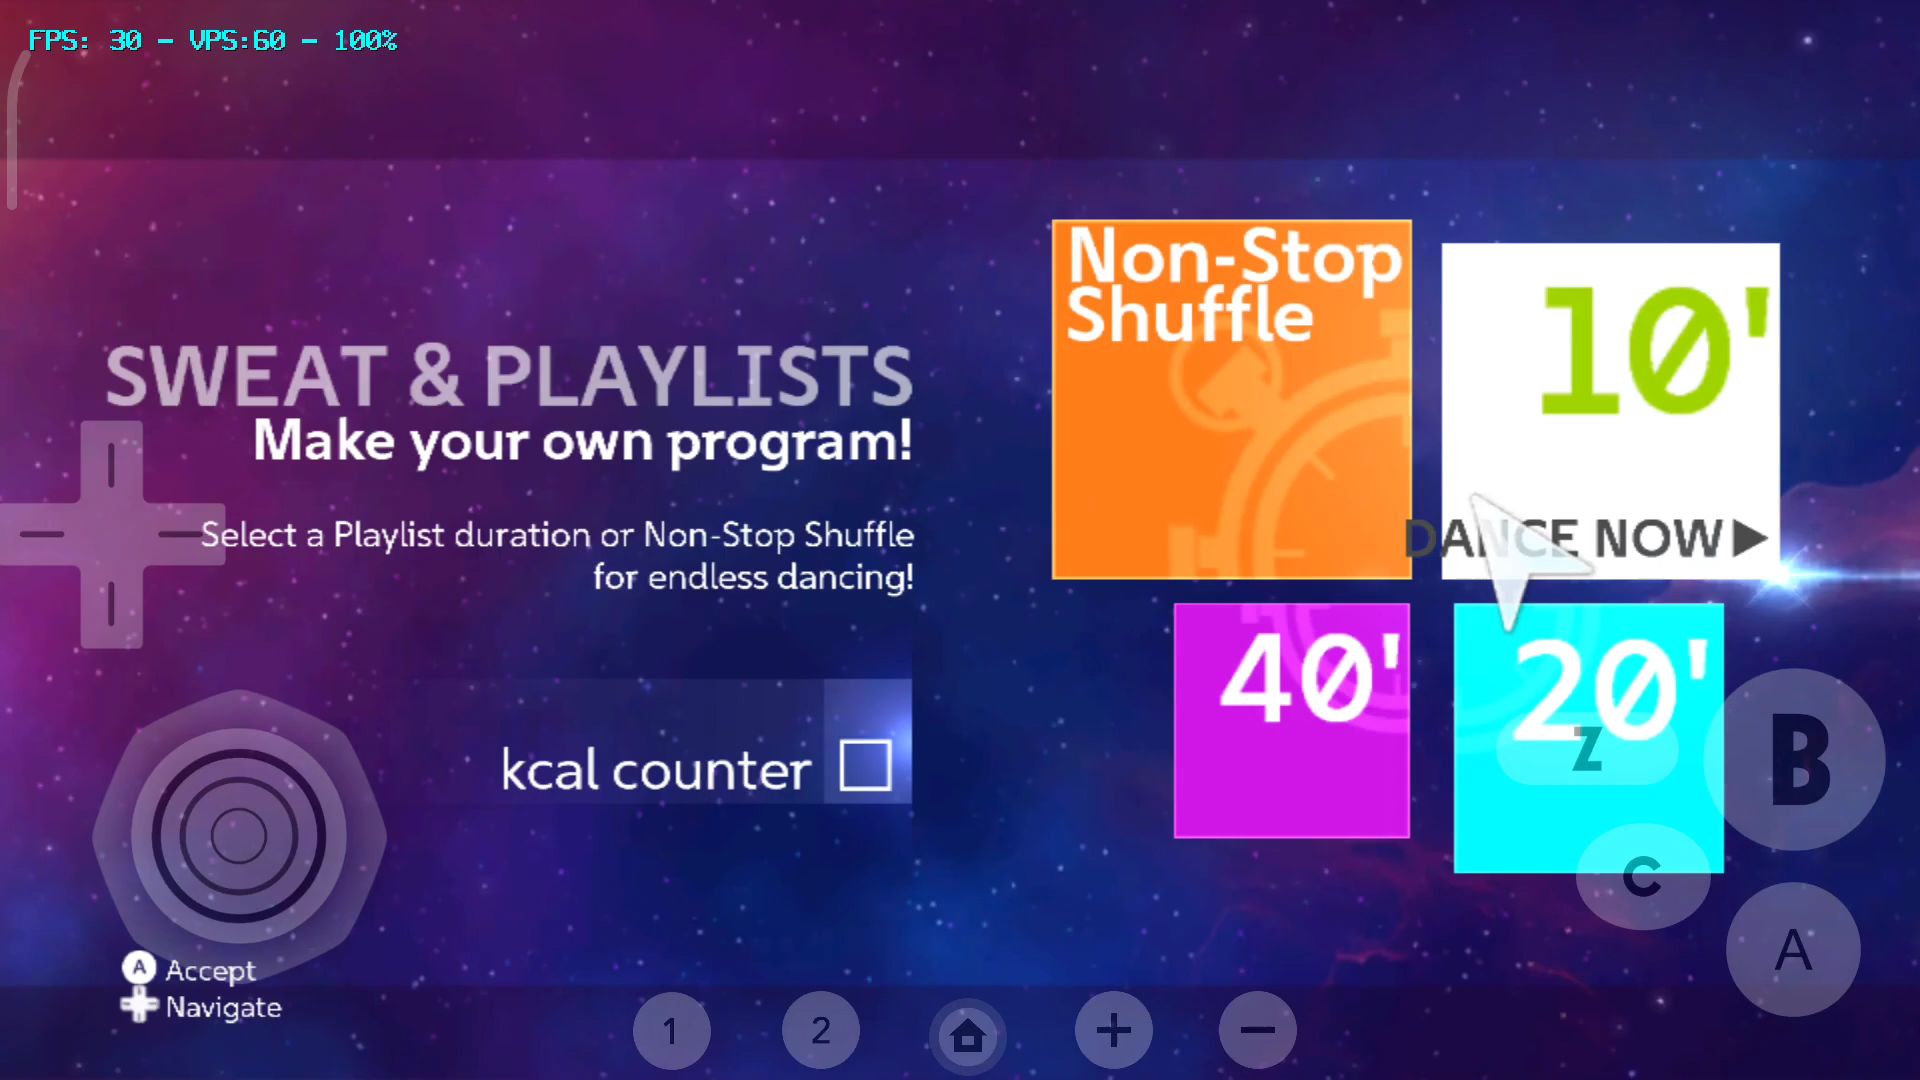 FPS: 30 - VPS:60 - 100%
SWEAT & PLAYLISTS
Make your own program!
Select a Playlist duration or Non-Stop Shuffle
for endless dancing!
kcal counter
Non-Stop
Shuffle
10'
DANCE NOW
40'
20'
Z
B
C
A
A Accept
Navigate
1
2
+
-